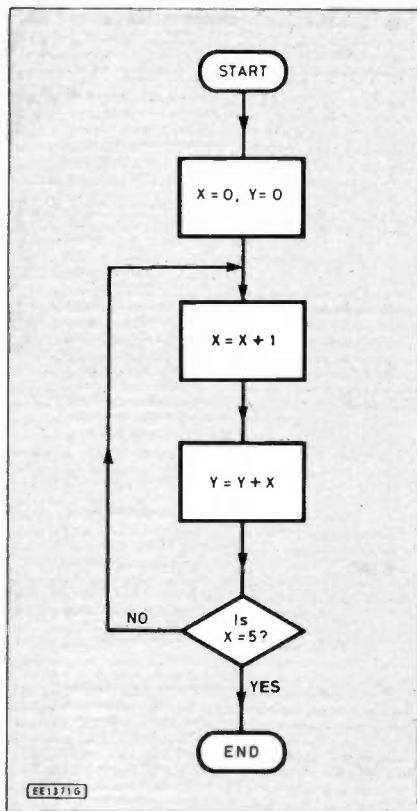 START
X = 0, Y = 0
X = X + 1
Y = Y + X
Is
X = 5?
NO
YES
END
EE1371G